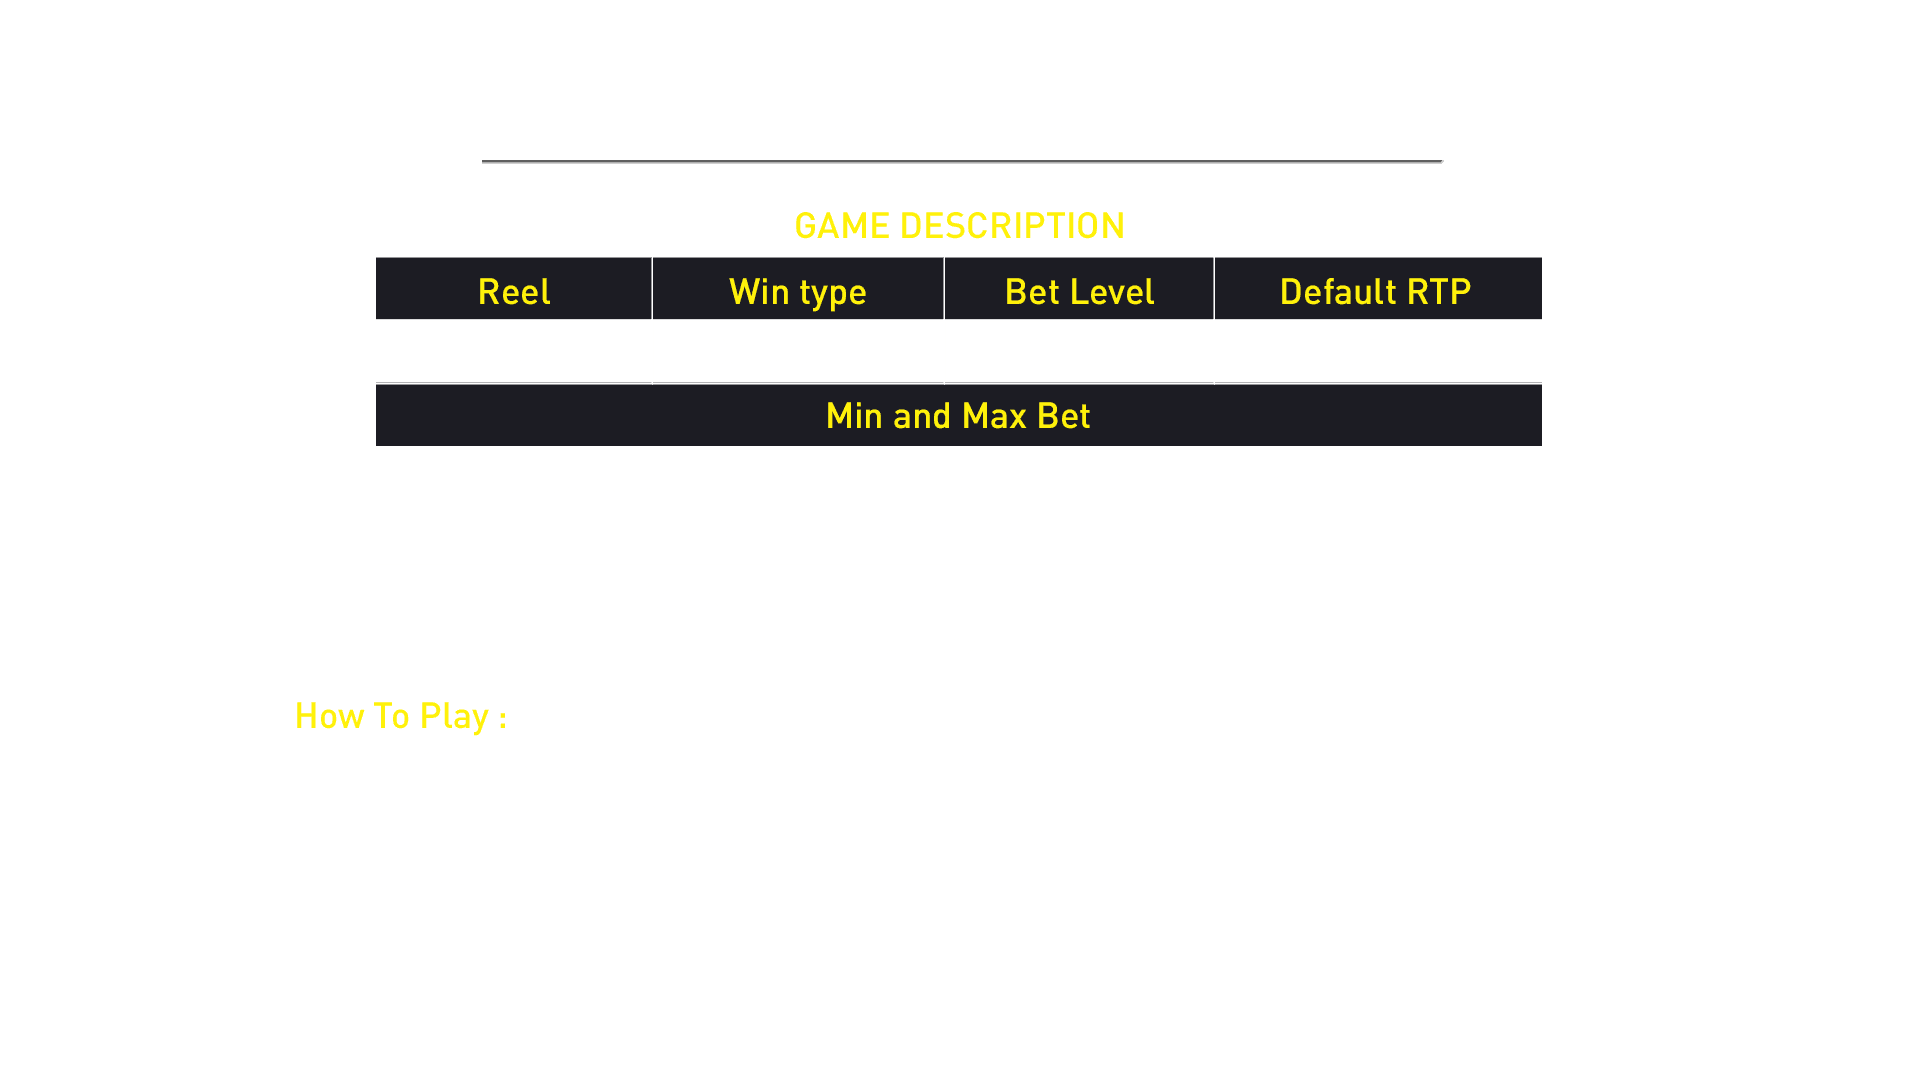 GAME DESCRIPTION
Reel Win type Bet Level Default RTP
Min and Max Bet
How To Play :